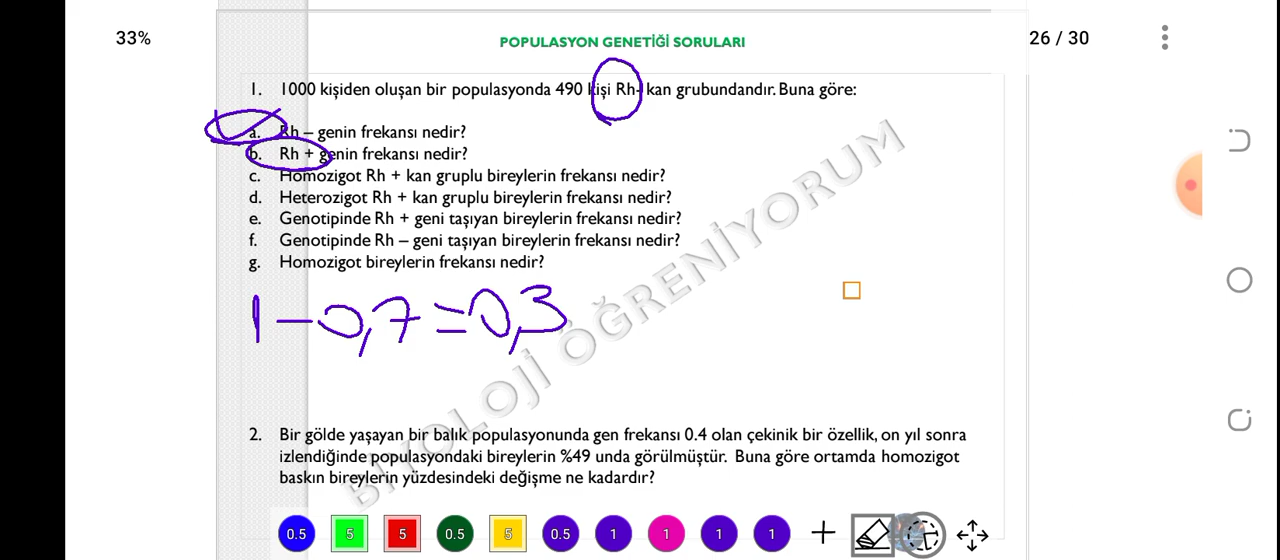 33%
POPULASYON GENETİĞİ SORULARI
26 / 30
1. 1000 kişiden oluşan bir populasyonda 490 kişi Rh- kan grubundandır. Buna göre:
a. Rh – genin frekansı nedir?
b. Rh + genin frekansı nedir?
c. Homozigot Rh + kan gruplu bireylerin frekansı nedir?
d. Heterozigot Rh + kan gruplu bireylerin frekansı nedir?
e. Genotipinde Rh + geni taşıyan bireylerin frekansı nedir?
f. Genotipinde Rh – geni taşıyan bireylerin frekansı nedir?
g. Homozigot bireylerin frekansı nedir?
1 – 0,7 = 0,3
BİYOLOJİ ÖĞRENİYORUM
2. Bir gölde yaşayan bir balık populasyonunda gen frekansı 0.4 olan çekinik bir özellik, on yıl sonra
izlendiğinde populasyondaki bireylerin %49 unda görülmüştür. Buna göre ortamda homozigot
baskın bireylerin yüzdesindeki değişme ne kadardır?
0.5 5 5 0.5 5 0.5 1 1 1 1